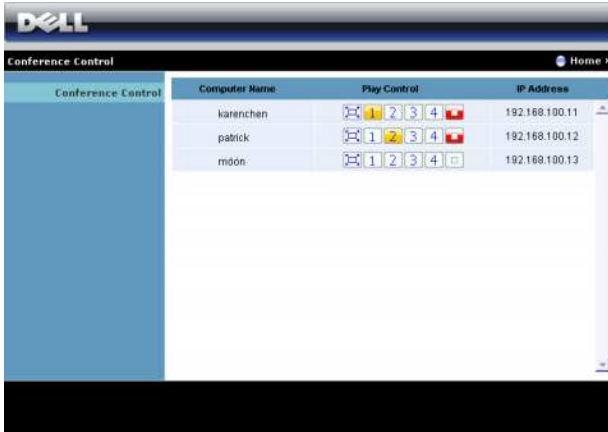 DELL
Conference Control
Home
Conference Control
Computer Name Play Control IP Address
karenchen 1 2 3 4 192.168.100.11
patrick 1 2 3 4 192.168.100.12
moon 1 2 3 4 192.168.100.13